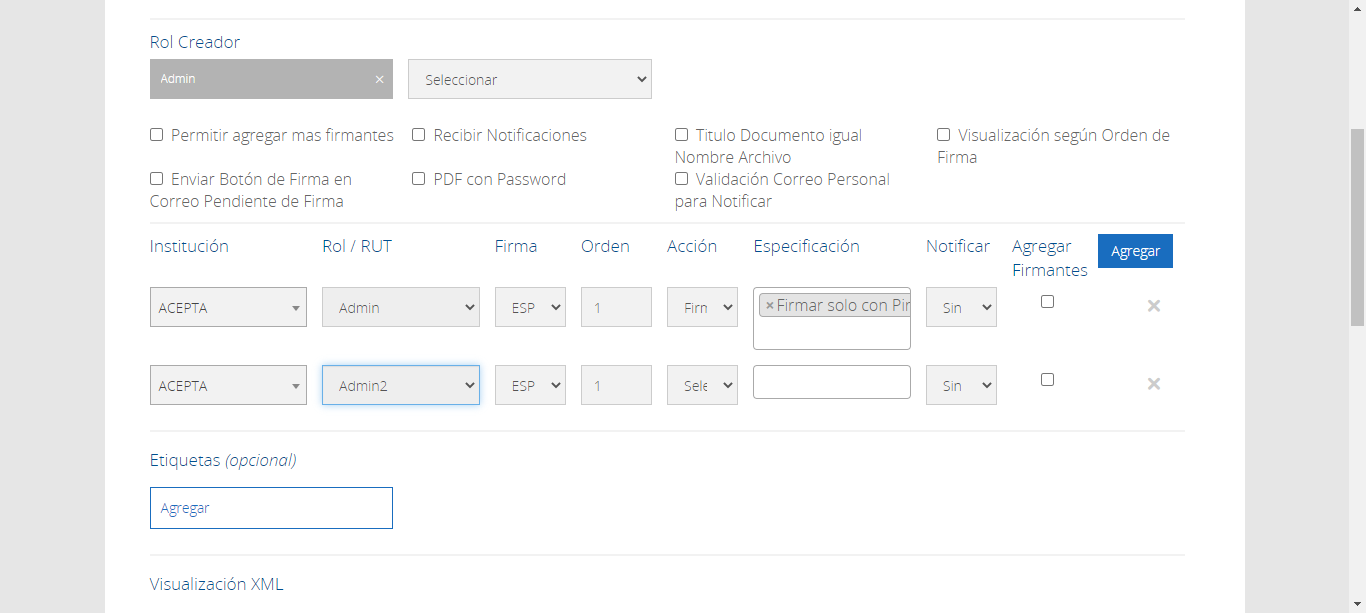 Rol Creador
Admin ×
Seleccionar
Permitir agregar mas firmantes
Recibir Notificaciones
Titulo Documento igual
Nombre Archivo
Visualización según Orden de
Firma
Enviar Botón de Firma en
Correo Pendiente de Firma
PDF con Password
Validación Correo Personal
para Notificar
Institución Rol / RUT Firma Orden Acción Especificación Notificar Agregar
Firmantes
Agregar
ACEPTA Admin ESP 1 Firm ×Firmar solo con Pin Sin ×
ACEPTA Admin2 ESP 1 Sele Sin ×
Etiquetas (opcional)
Agregar
Visualización XML